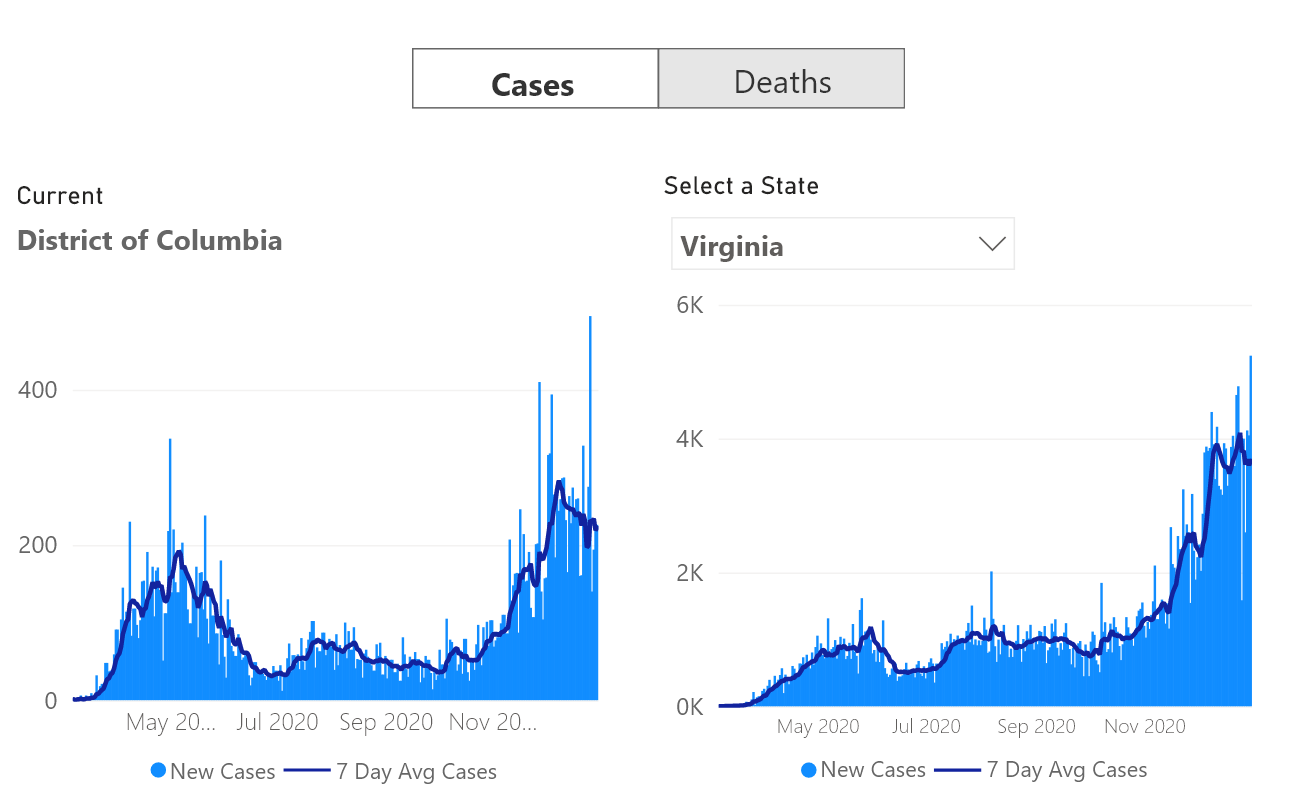 Cases Deaths
Current
District of Columbia
Select a State
Virginia
400
200
0
May 20... Jul 2020 Sep 2020 Nov 20...
New Cases 7 Day Avg Cases
6K
4K
2K
0K
May 2020 Jul 2020 Sep 2020 Nov 2020
New Cases 7 Day Avg Cases